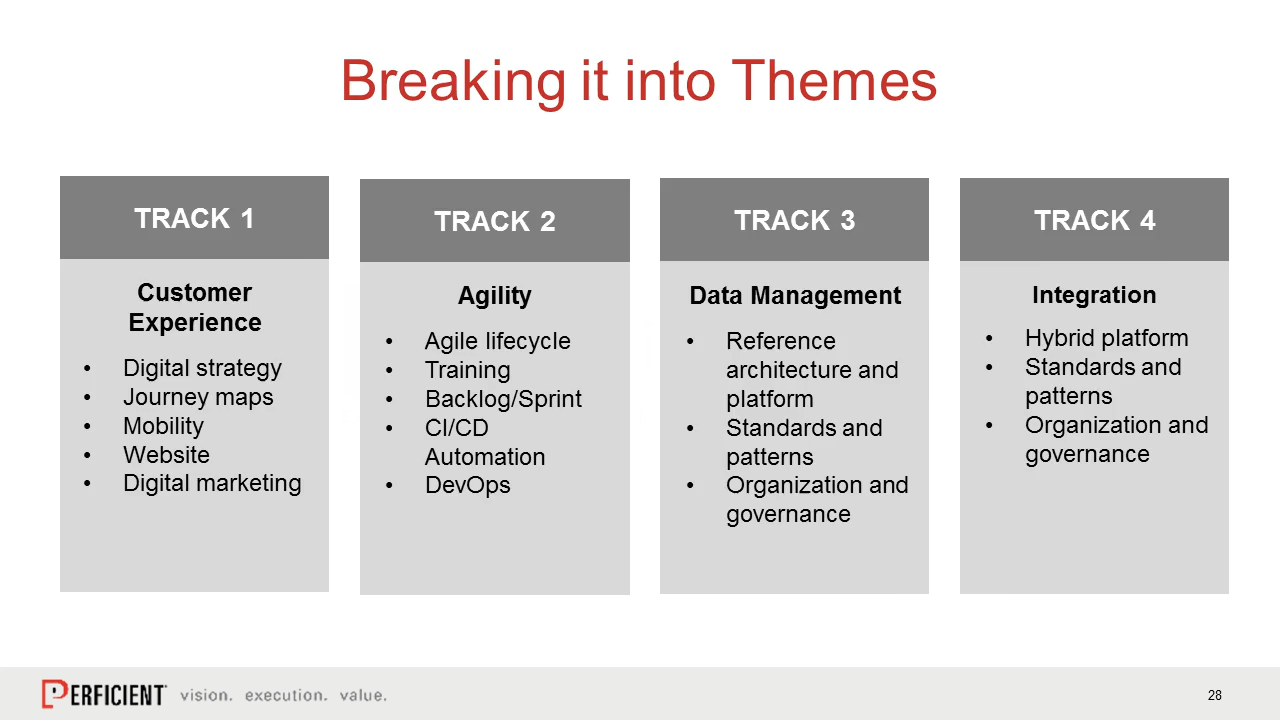 Breaking it into Themes
TRACK 1
Customer
Experience
• Digital strategy
• Journey maps
• Mobility
• Website
• Digital marketing
TRACK 2
Agility
• Agile lifecycle
• Training
• Backlog/Sprint
• CI/CD
Automation
• DevOps
TRACK 3
Data Management
• Reference
architecture and
platform
• Standards and
patterns
• Organization and
governance
TRACK 4
Integration
• Hybrid platform
• Standards and
patterns
• Organization and
governance
PERFICIENT vision. execution. value.
28